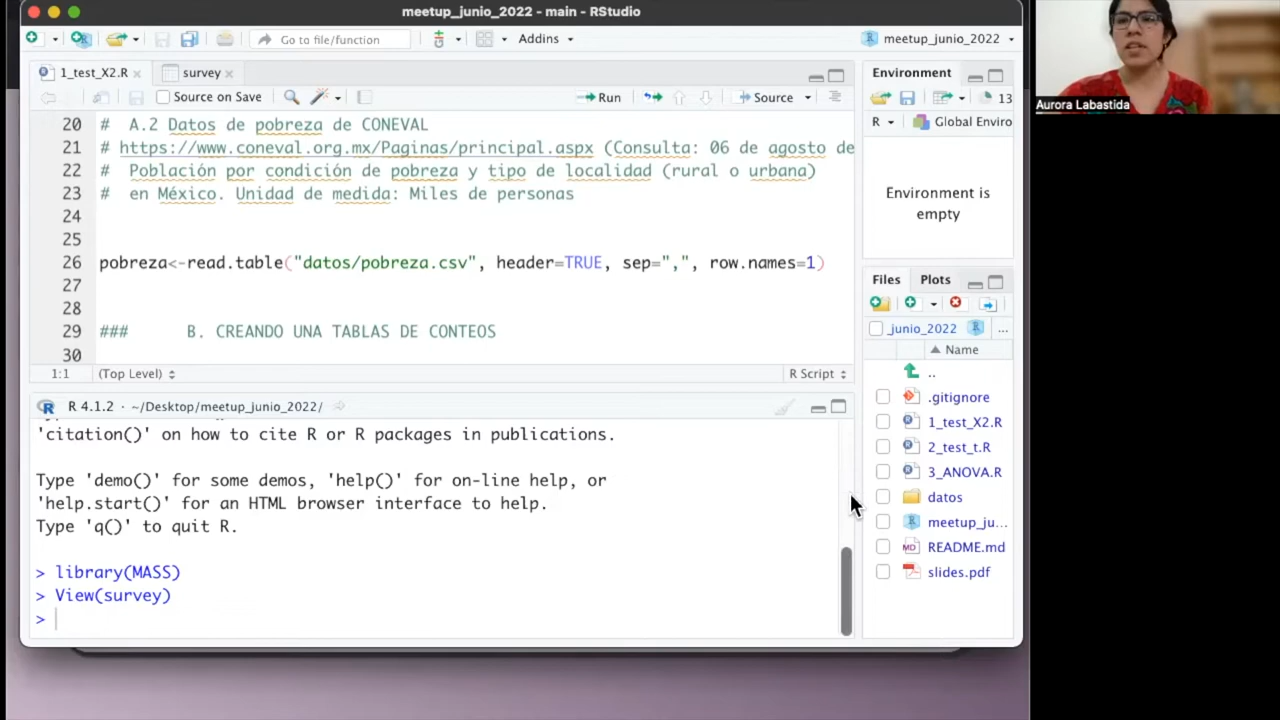 meetup_junio_2022 - main - RStudio
Go to file/function
Addins
meetup_junio_2022
1_test_X2.R
survey
Source on Save
Run
Source
20 # A.2 Datos de pobreza de CONEVAL
21 # https://www.coneval.org.mx/Paginas/principal.aspx (Consulta: 06 de agosto de
22 # Población por condición de pobreza y tipo de localidad (rural o urbana)
23 # en México. Unidad de medida: Miles de personas
24
25
26 pobreza<-read.table("datos/pobreza.csv", header=TRUE, sep=",", row.names=1)
27
28
29 ### B. CREANDO UNA TABLAS DE CONTEOS
30
1:1 (Top Level) R Script
R 4.1.2 · ~/Desktop/meetup_junio_2022/
'citation()' on how to cite R or R packages in publications.
Type 'demo()' for some demos, 'help()' for on-line help, or
'help.start()' for an HTML browser interface to help.
Type 'q()' to quit R.
> library(MASS)
> View(survey)
>
Environment
13
R Global Enviro
Environment is
empty
Files Plots
_junio_2022 ...
Name
..
.gitignore
1_test_X2.R
2_test_t.R
3_ANOVA.R
datos
meetup_ju...
README.md
slides.pdf
Aurora Labastida